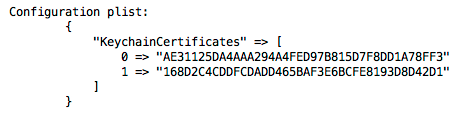 Configuration plist:
{
"KeychainCertificates" => [
0 => "AE31125DA4AAA294A4FED97B815D7F8DD1A78FF3"
1 => "168D2C4CDDFCDADD465BAF3E6BCFE8193D8D42D1"
]
}